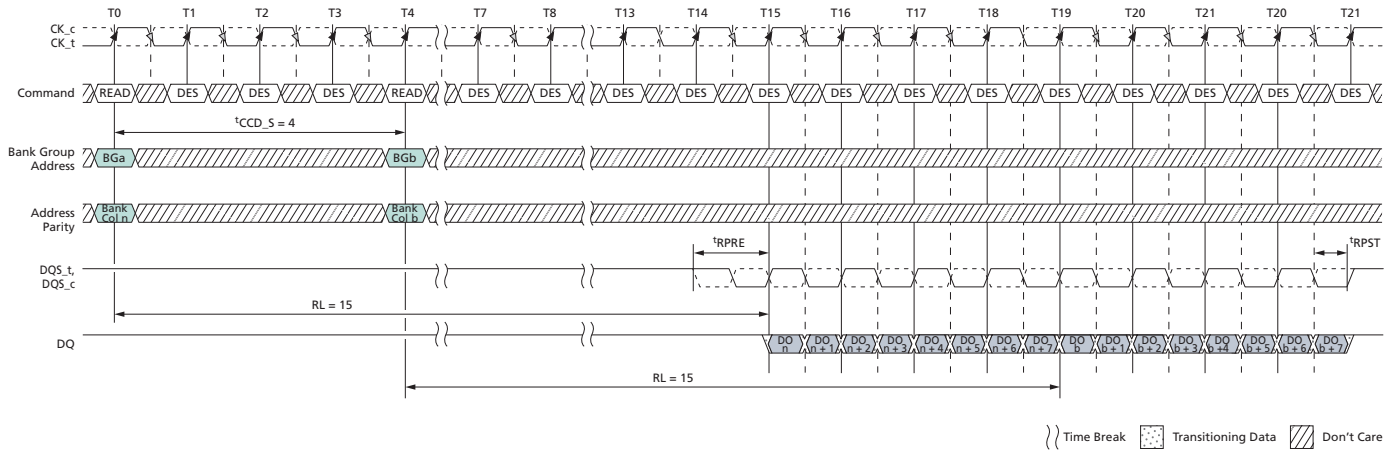 T0 T1 T2 T3 T4 T7 T8 T13 T14 T15 T16 T17 T18 T19 T20 T21 T20 T21
CK_c
CK_t
Command READ DES DES DES READ DES DES DES DES DES DES DES DES DES DES DES DES DES
tCCD_S = 4
Bank Group
Address
BGa BGb
Address
Parity
Bank
Col n
Bank
Col b
tRPRE tRPST
DQS_t,
DQS_c
RL = 15
DQ
DO
n
DO
n + 1
DO
n + 2
DO
n + 3
DO
n + 4
DO
n + 5
DO
n + 6
DO
n + 7
DO
b
DO
b + 1
DO
b + 2
DO
b + 3
DO
b + 4
DO
b + 5
DO
b + 6
DO
b + 7
RL = 15
Time Break Transitioning Data Don't Care